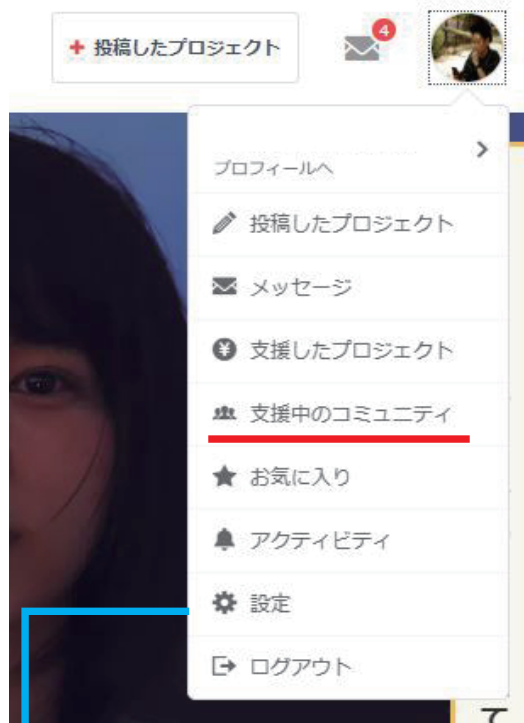 + 投稿したプロジェクト
4
プロフィールへ
投稿したプロジェクト
メッセージ
支援したプロジェクト
支援中のコミュニティ
お気に入り
アクティビティ
設定
ログアウト
て